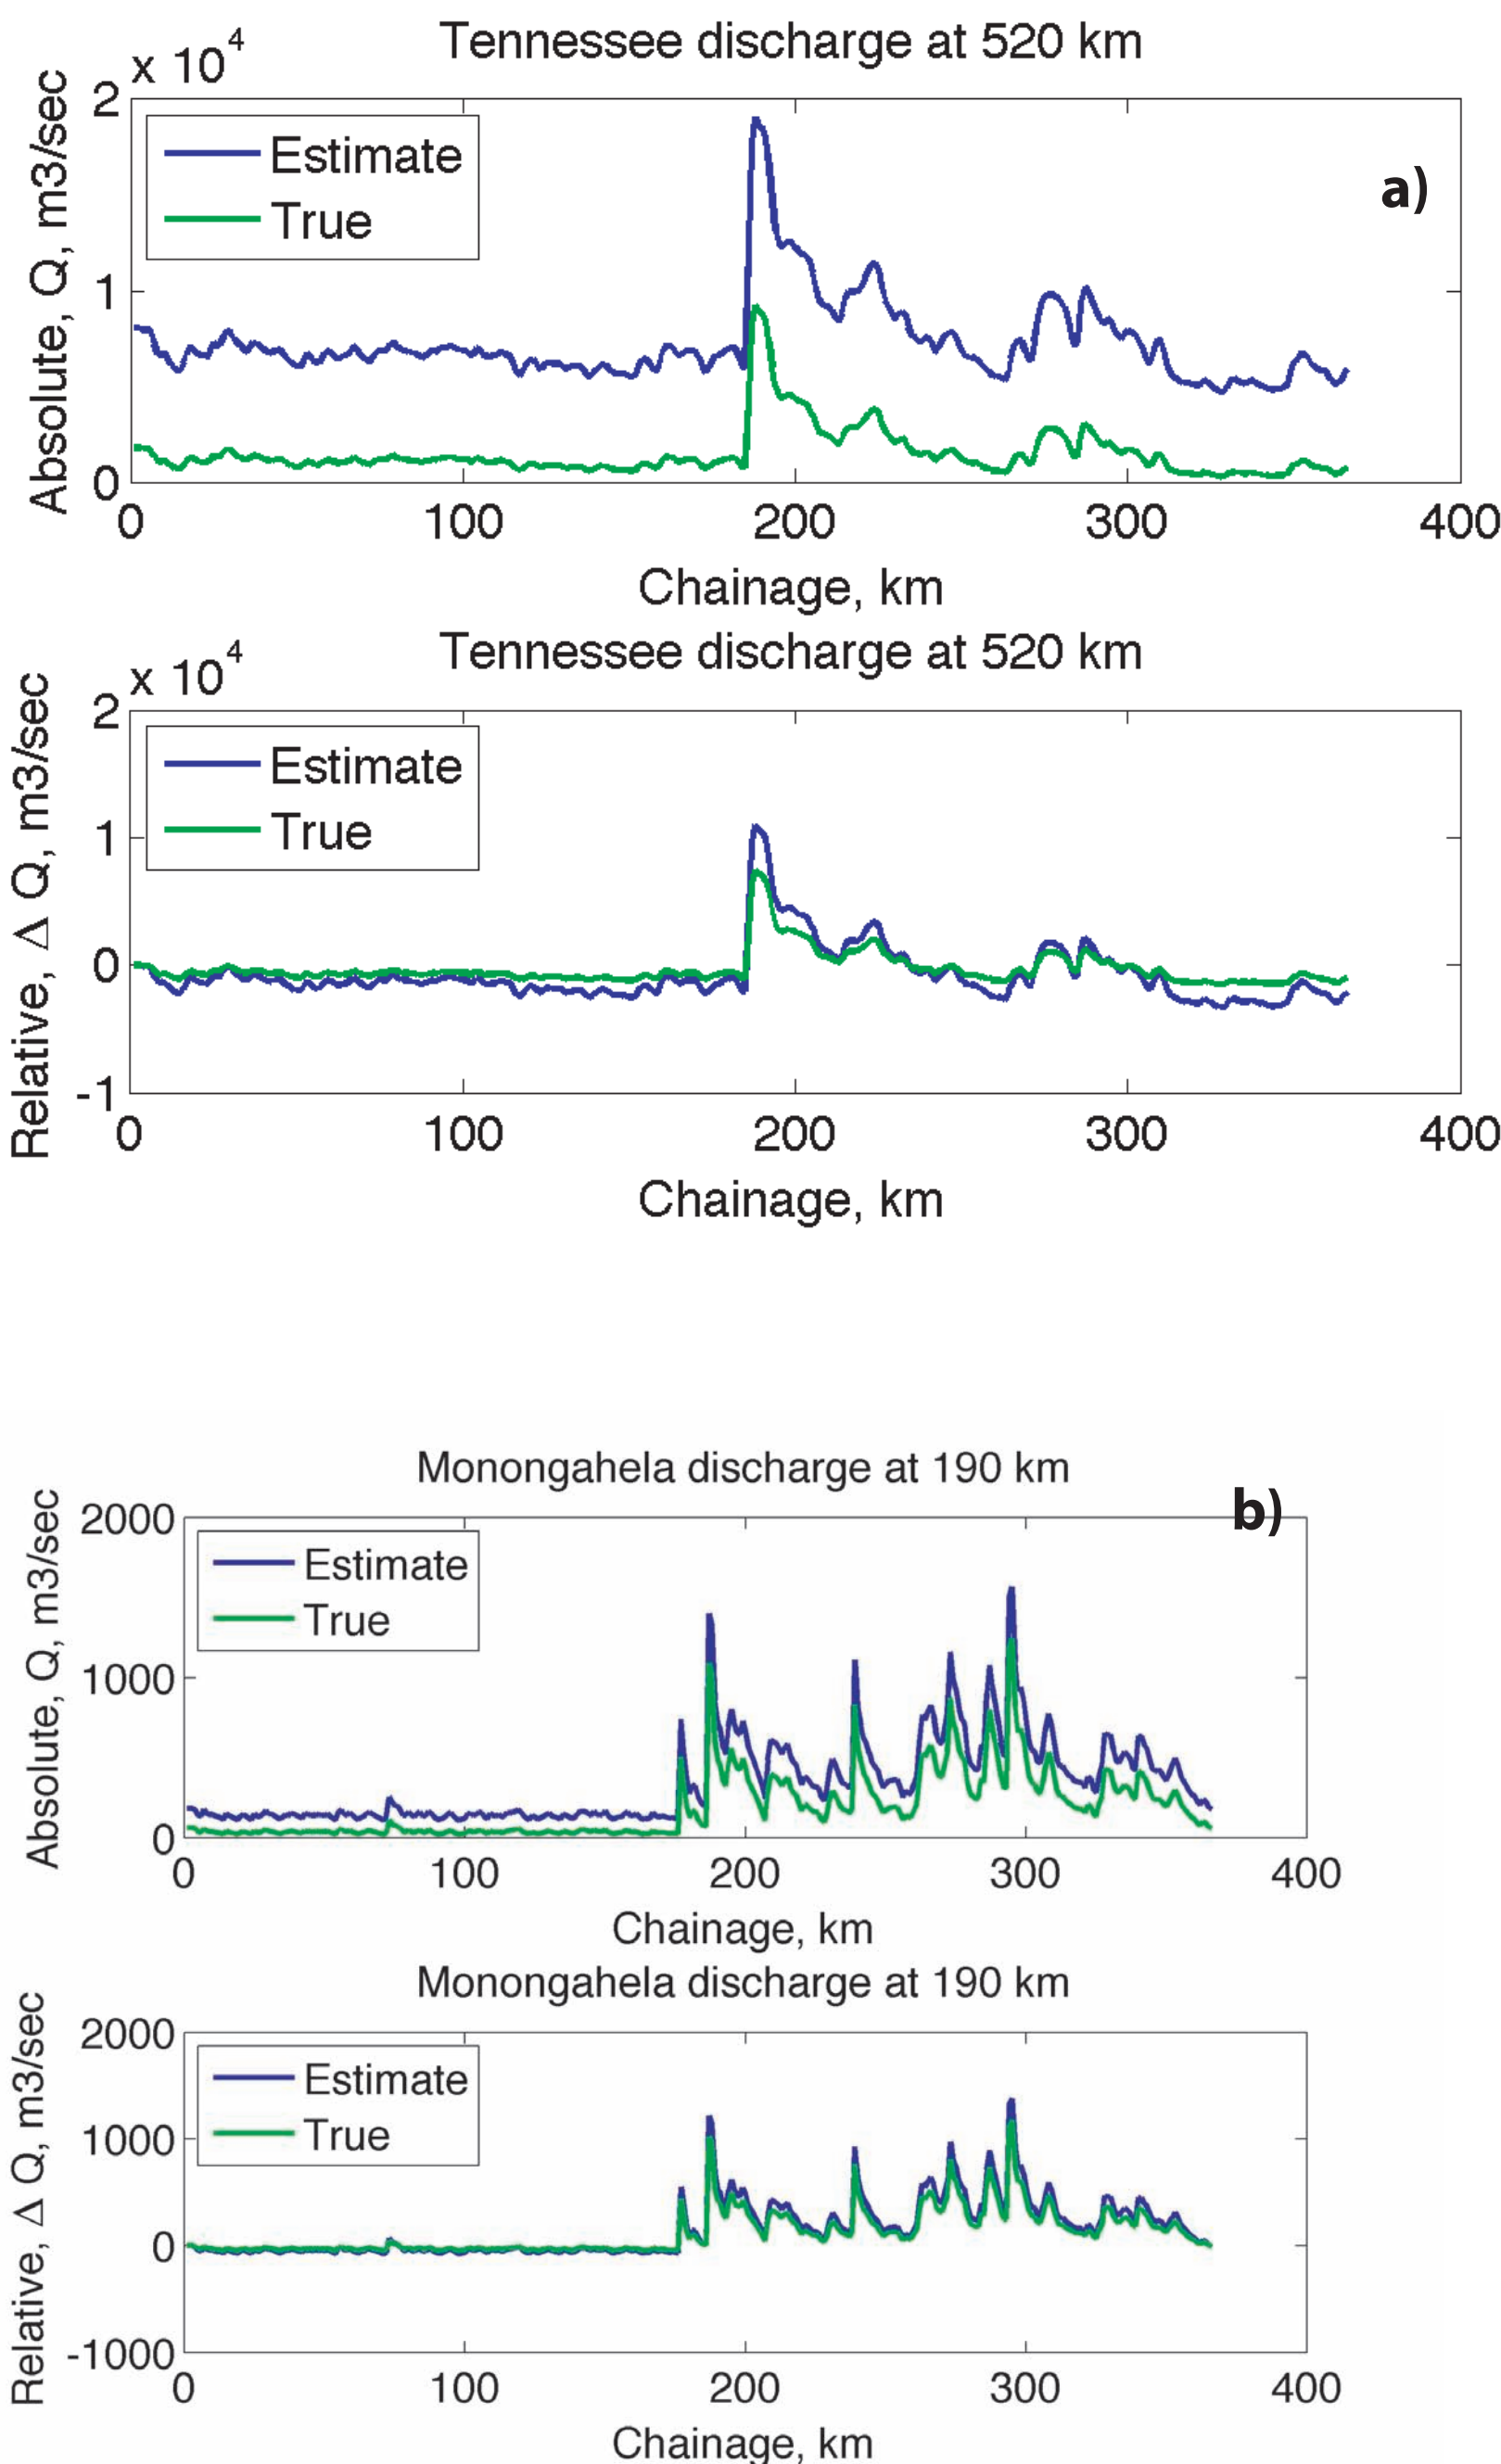 Tennessee discharge at 520 km
x 10^4
Absolute, Q, m3/sec
2
1
0
Estimate
True
a)
0 100 200 300 400
Chainage, km
Tennessee discharge at 520 km
x 10^4
Relative, Δ Q, m3/sec
2
1
0
-1
Estimate
True
0 100 200 300 400
Chainage, km
Monongahela discharge at 190 km
b)
Absolute, Q, m3/sec
2000
1000
0
Estimate
True
0 100 200 300 400
Chainage, km
Monongahela discharge at 190 km
Relative, Δ Q, m3/sec
2000
1000
0
-1000
Estimate
True
0 100 200 300 400
Chainage, km